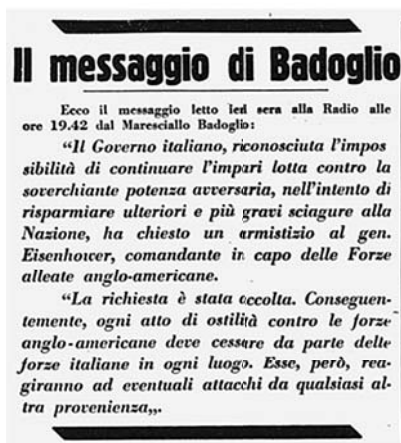 Il messaggio di Badoglio
Ecco il messaggio letto ieri sera alla Radio alle
ore 19.42 dal Maresciallo Badoglio:
“Il Governo italiano, riconosciuta l'impos
sibilità di continuare l'impari lotta contro la
soverchiante potenza avversaria, nell'intento di
risparmiare ulteriori e più gravi sciagure alla
Nazione, ha chiesto un armistizio al gen.
Eisenhower, comandante in capo delle Forze
alleate anglo-americane.
“La richiesta è stata accolta. Conseguen-
temente, ogni atto di ostilità contro le forze
anglo-americane deve cessare da parte delle
forze italiane in ogni luogo. Esse, però, rea-
giranno ad eventuali attacchi da qualsiasi al-
tra provenienza„.